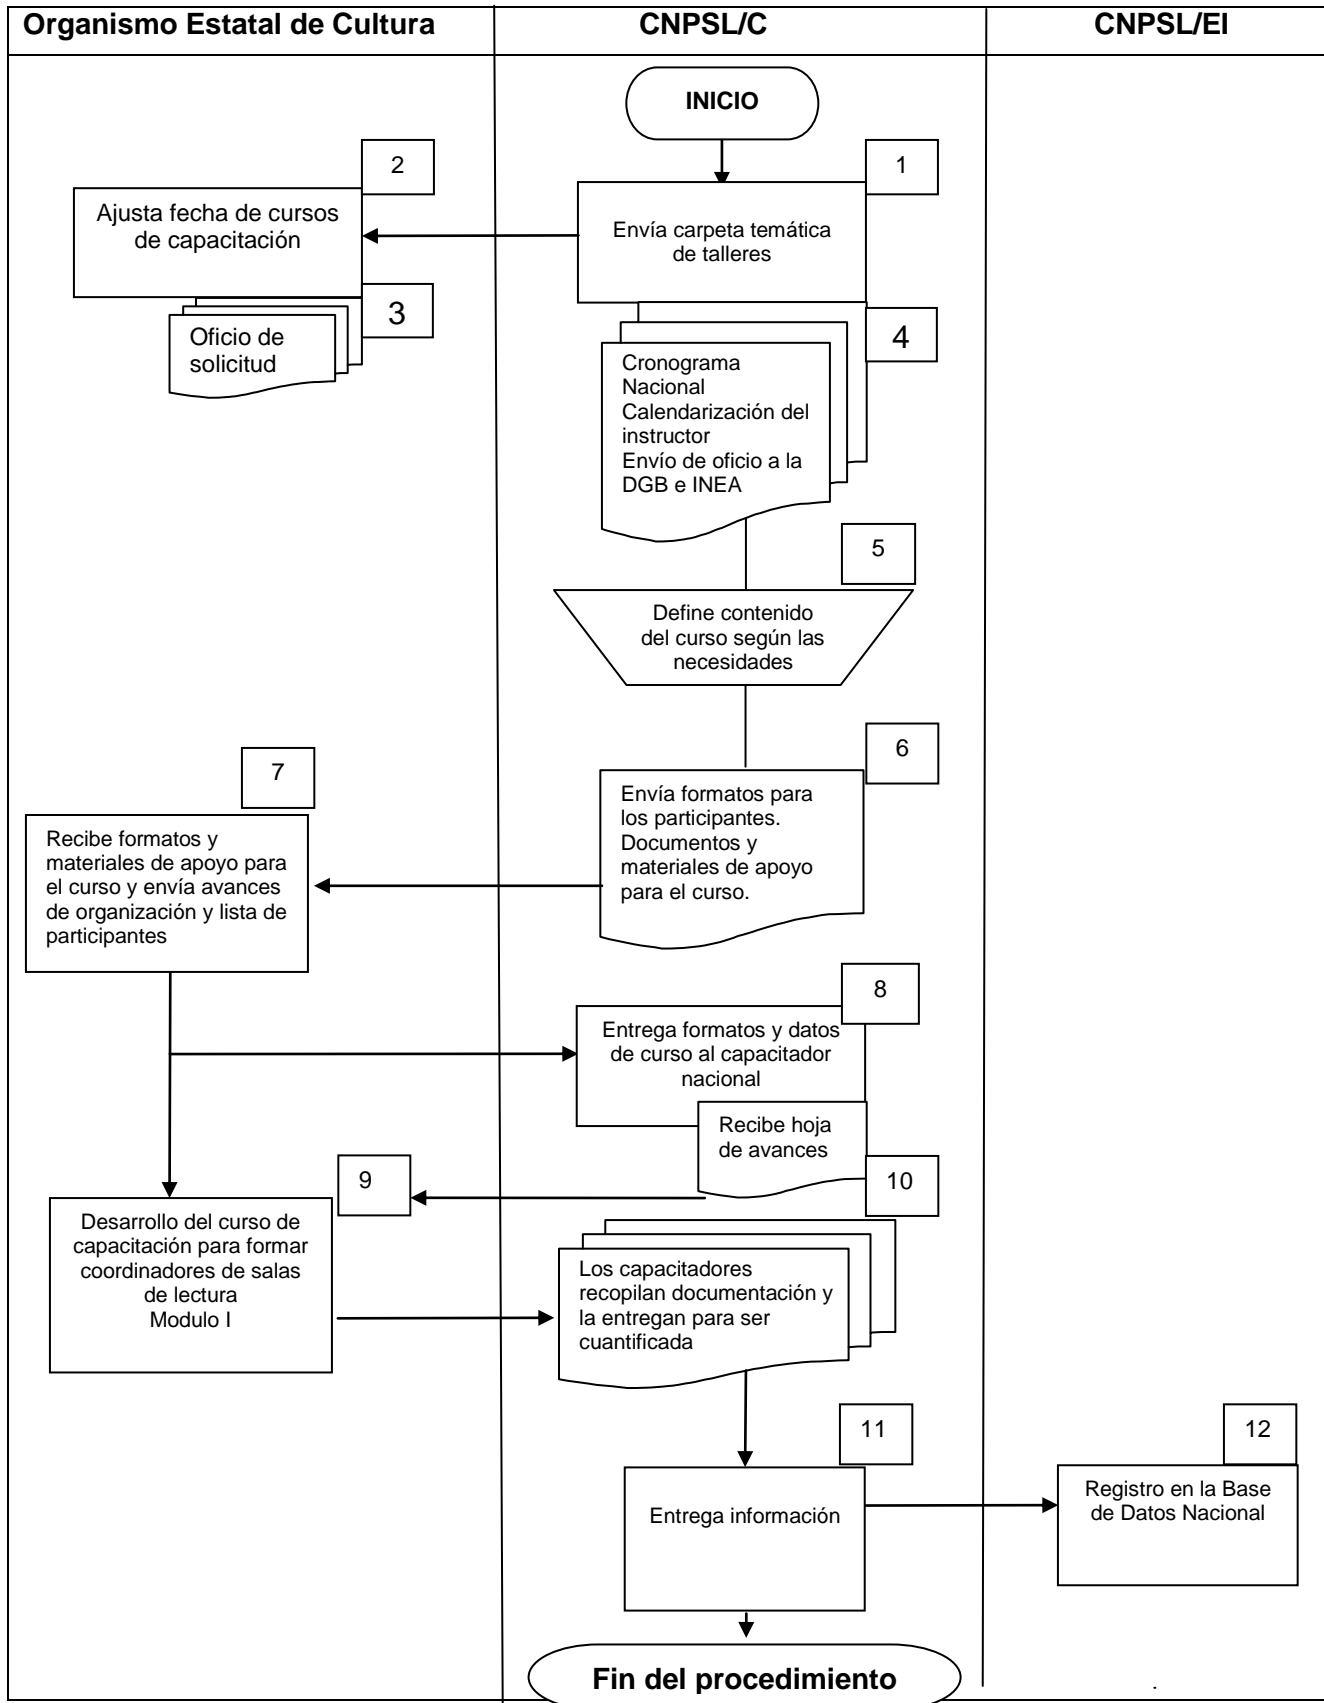 Organismo Estatal de Cultura
CNPSL/C
CNPSL/EI
INICIO
1
Envía carpeta temática
de talleres
2
Ajusta fecha de cursos
de capacitación
3
Oficio de
solicitud
4
Cronograma
Nacional
Calendarización del
instructor
Envío de oficio a la
DGB e INEA
5
Define contenido
del curso según las
necesidades
6
Envía formatos para
los participantes.
Documentos y
materiales de apoyo
para el curso.
7
Recibe formatos y
materiales de apoyo para
el curso y envía avances
de organización y lista de
participantes
8
Entrega formatos y datos
de curso al capacitador
nacional
Recibe hoja
de avances
9
Desarrollo del curso de
capacitación para formar
coordinadores de salas
de lectura
Modulo I
10
Los capacitadores
recopilan documentación y
la entregan para ser
cuantificada
11
Entrega información
12
Registro en la Base
de Datos Nacional
Fin del procedimiento
.